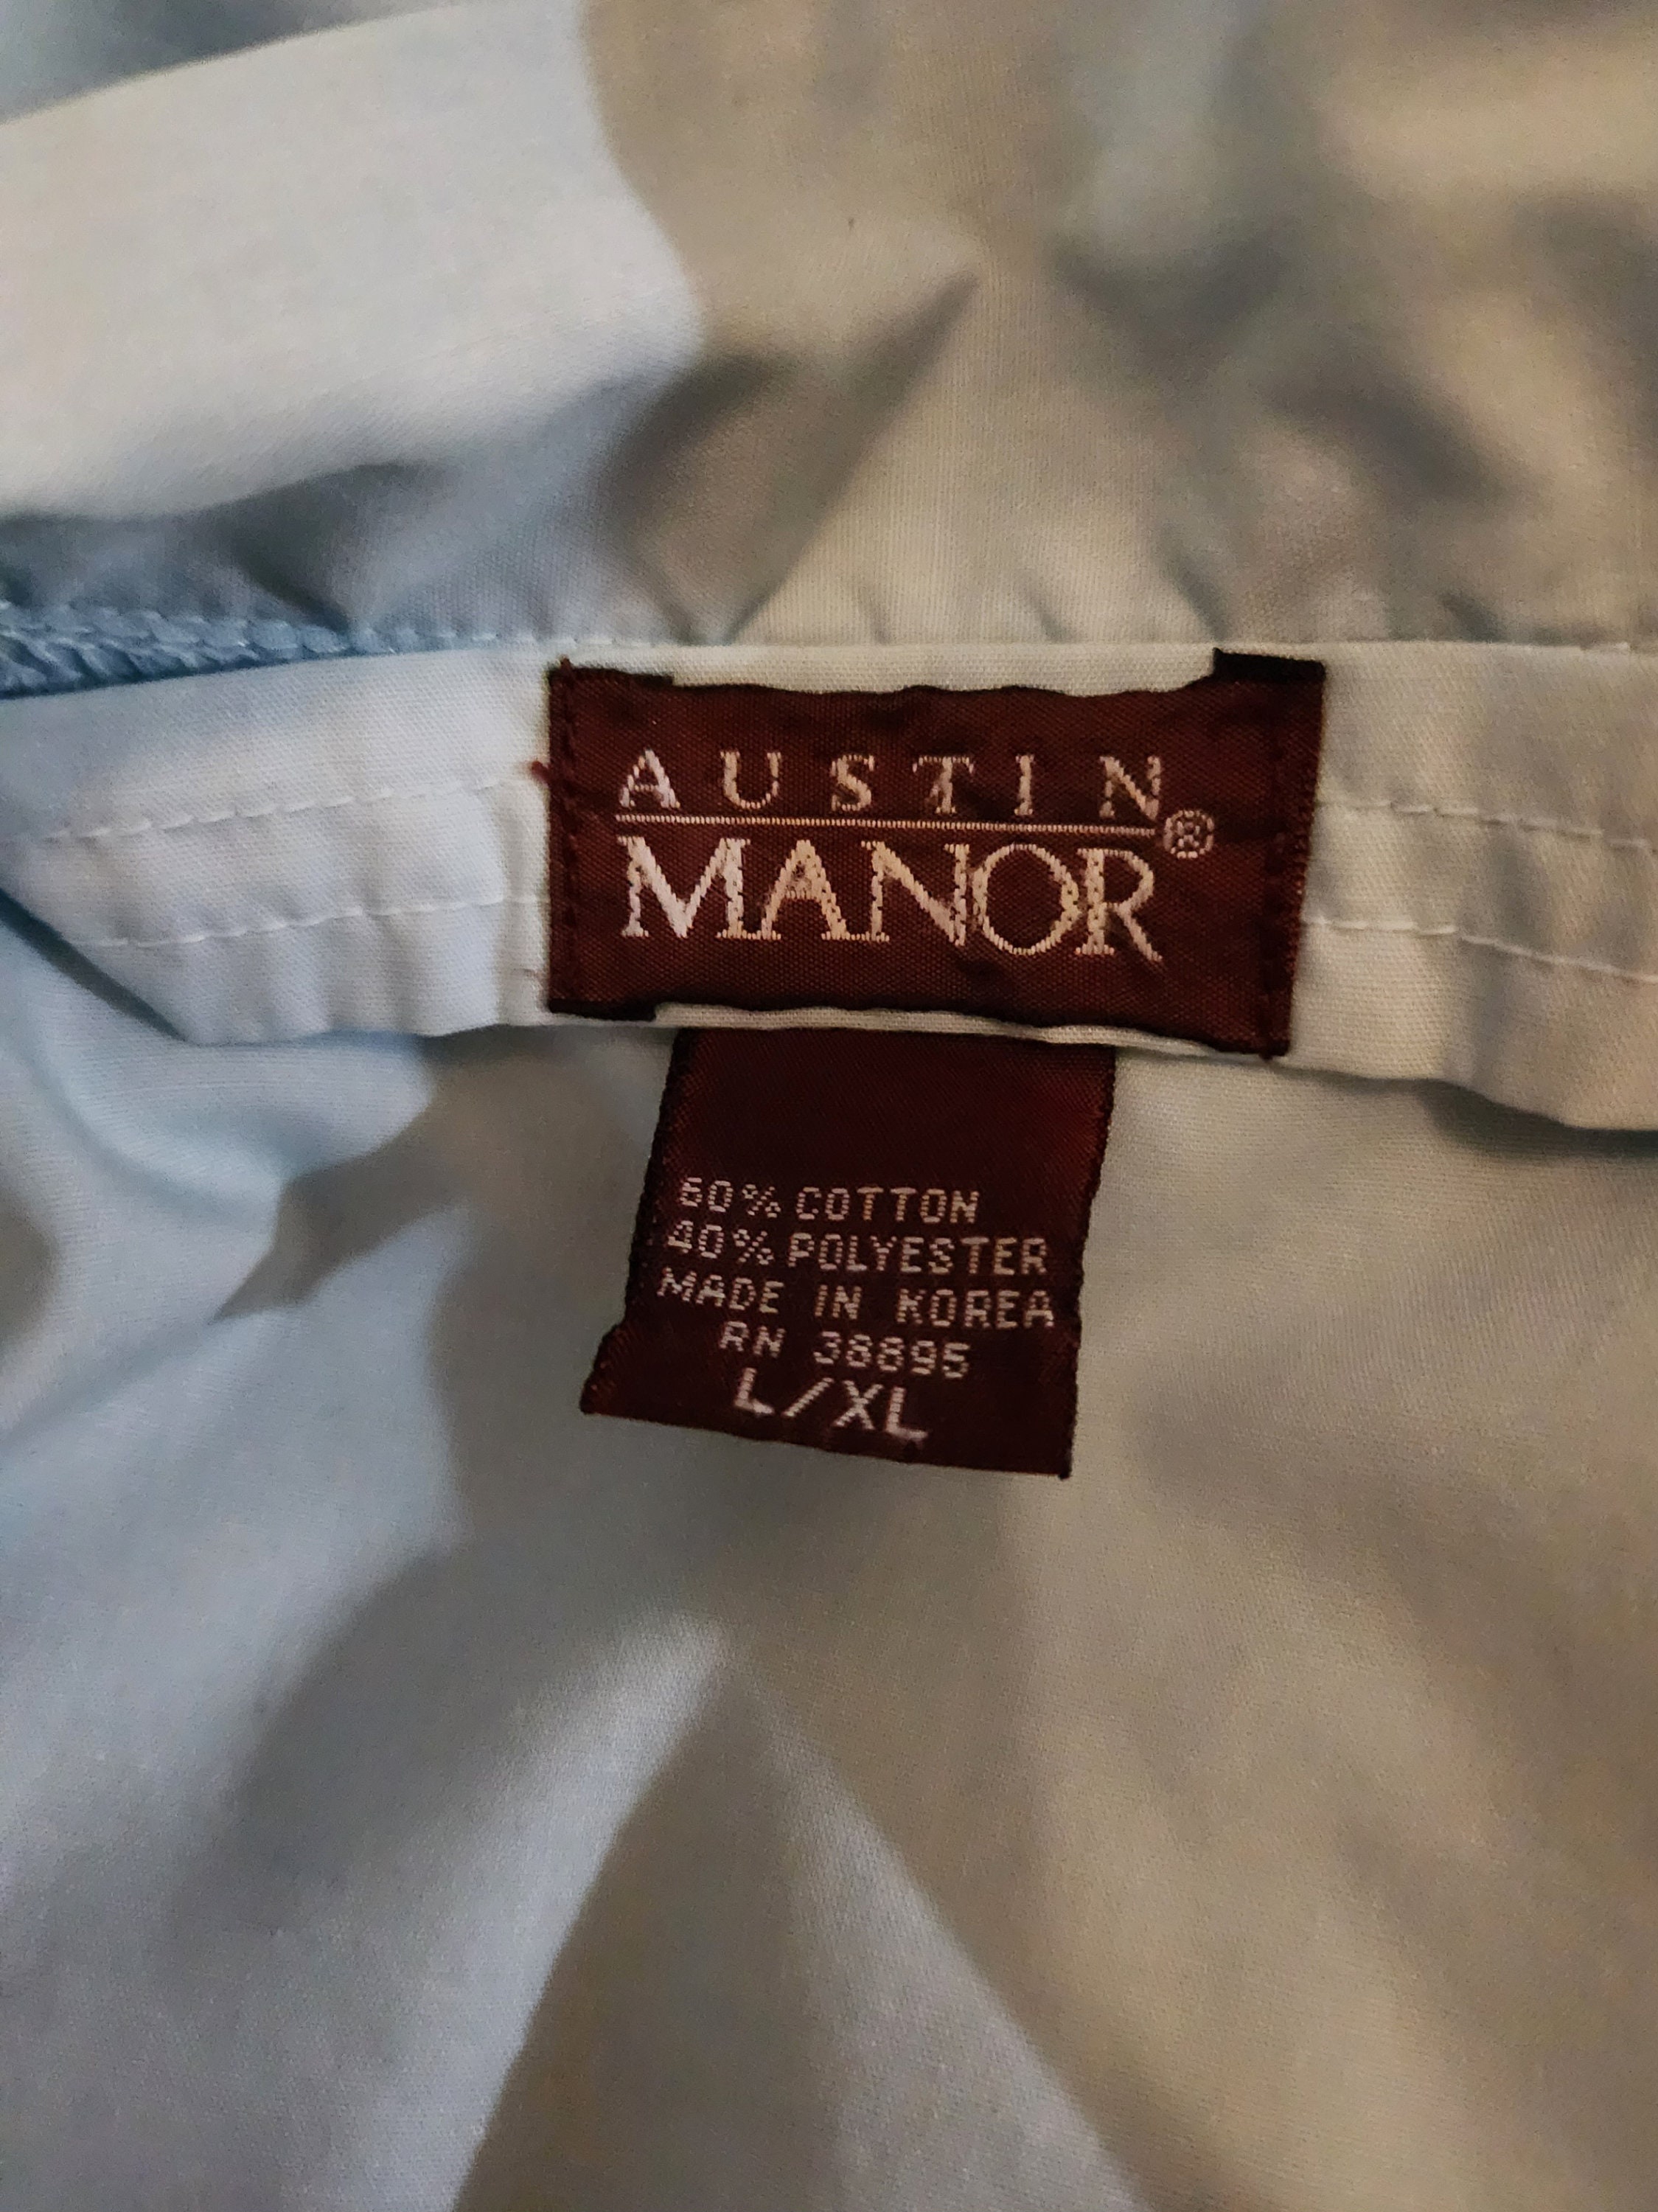 AUSTIN
MANOR®
60% COTTON
40% POLYESTER
MADE IN KOREA
RN 38895
L/XL